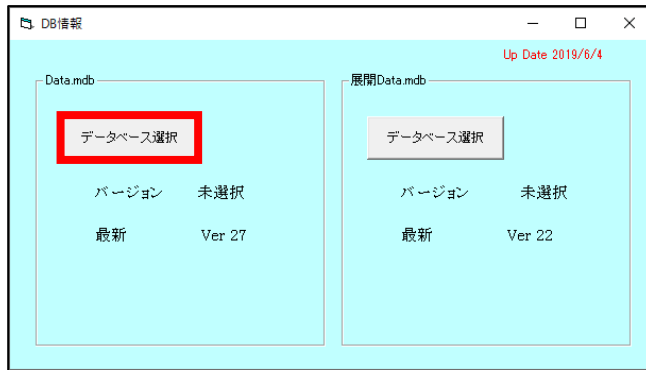 DB情報
Up Date 2019/6/4
Data.mdb
データベース選択
バージョン 未選択
最新 Ver 27
展開Data.mdb
データベース選択
バージョン 未選択
最新 Ver 22